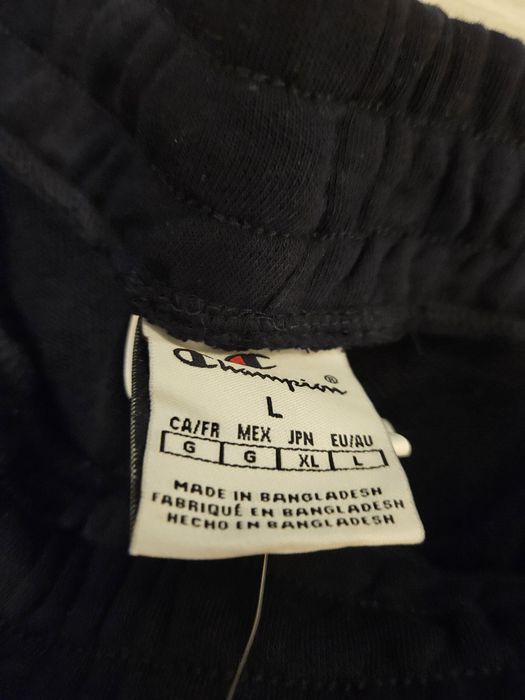 Champion®
L
CA/FR MEX JPN EU/AU
G G XL L
MADE IN BANGLADESH
FABRIQUÉ EN BANGLADESH
HECHO EN BANGLADESH